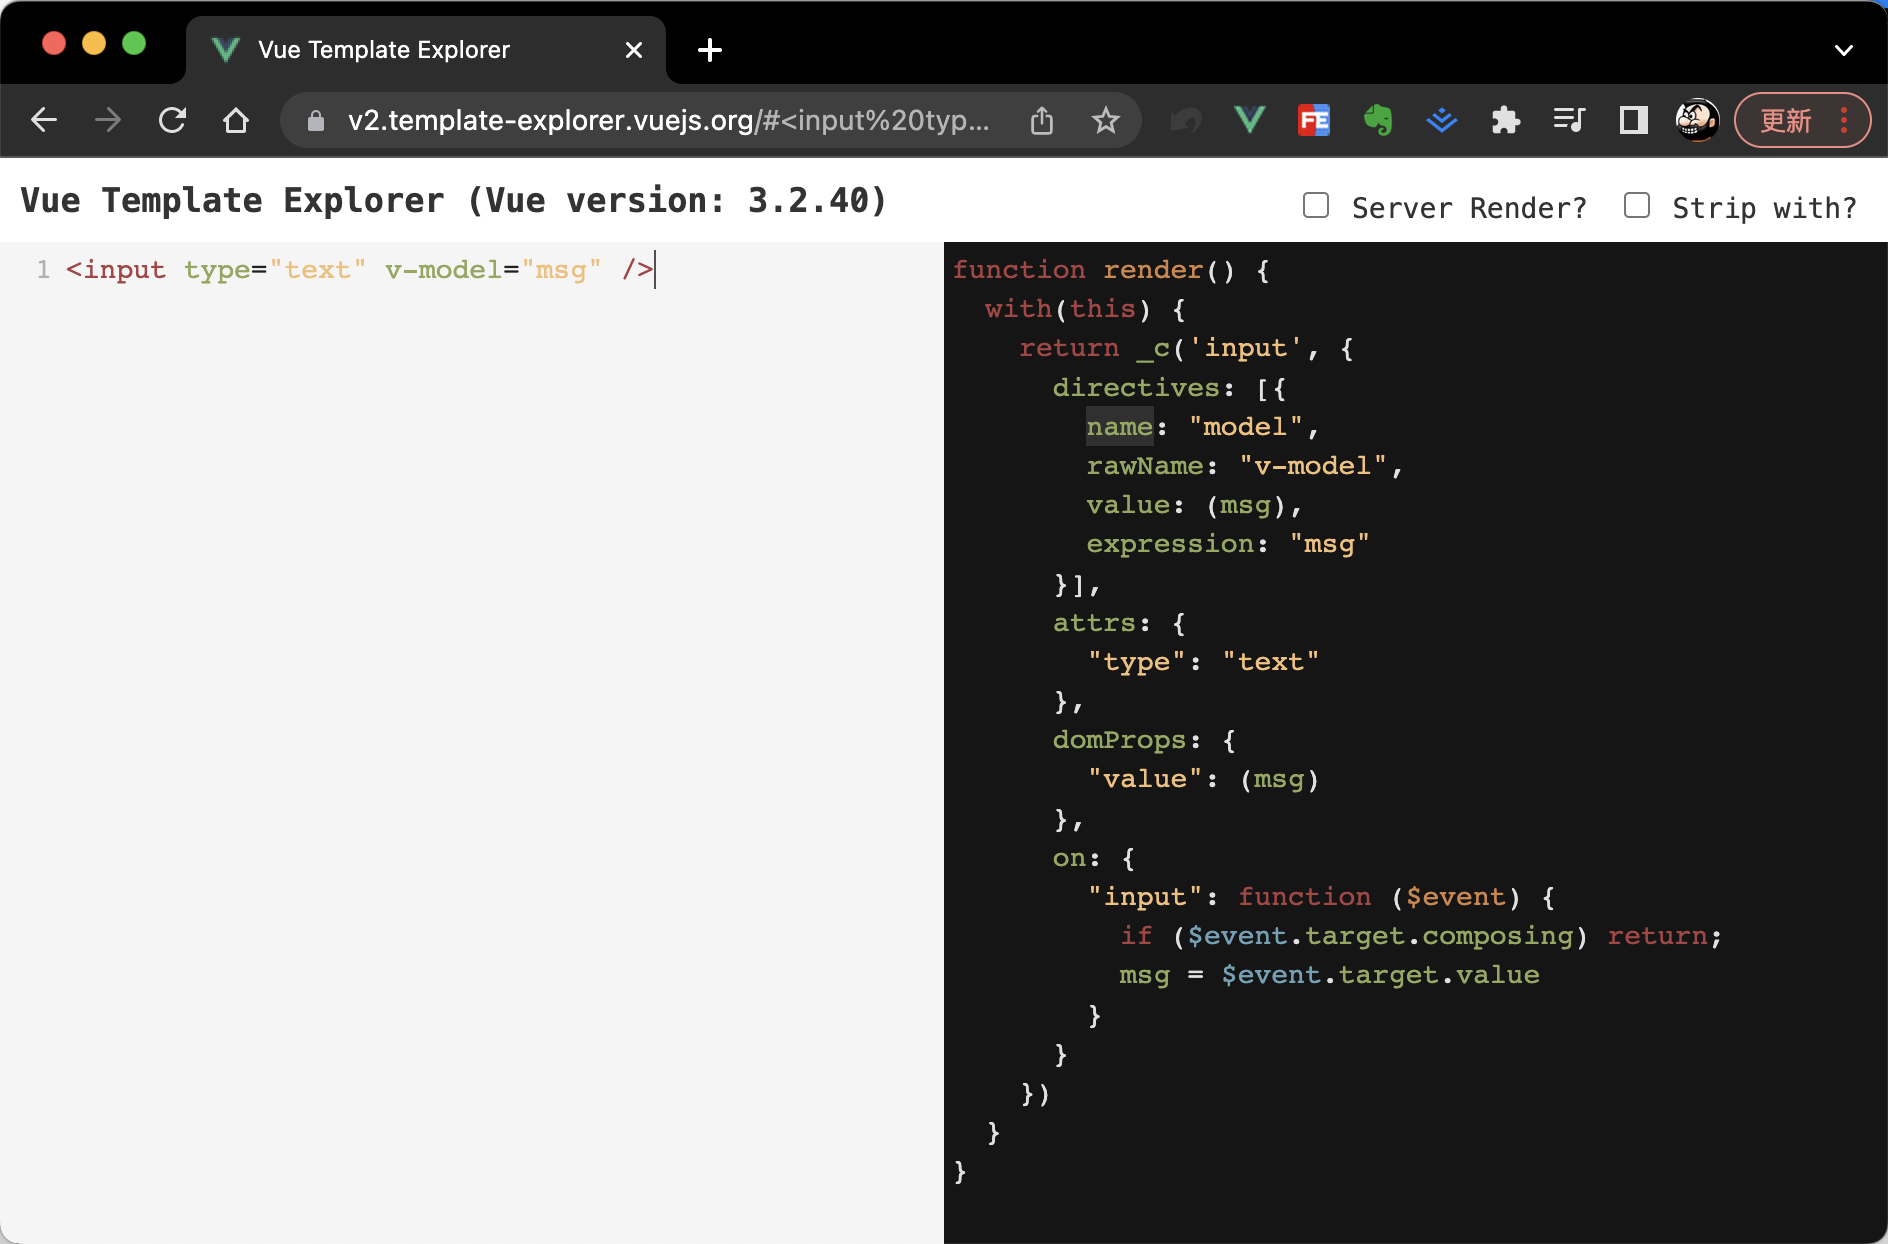 Vue Template Explorer
v2.template-explorer.vuejs.org/#<input%20typ...
FE
更新
Vue Template Explorer (Vue version: 3.2.40)
Server Render?
Strip with?
1 <input type="text" v-model="msg" />
function render() {
  with(this) {
    return _c('input', {
      directives: [{
        name: "model",
        rawName: "v-model",
        value: (msg),
        expression: "msg"
      }],
      attrs: {
        "type": "text"
      },
      domProps: {
        "value": (msg)
      },
      on: {
        "input": function ($event) {
          if ($event.target.composing) return;
          msg = $event.target.value
        }
      }
    })
  }
}